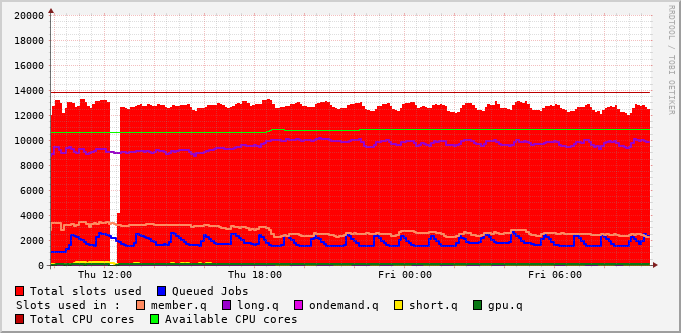 20000
18000
16000
14000
12000
10000
8000
6000
4000
2000
0
Thu 12:00 Thu 18:00 Fri 00:00 Fri 06:00
RRDTOOL / TOBI OETIKER
Total slots used Queued Jobs
Slots used in : member.q long.q ondemand.q short.q gpu.q
Total CPU cores Available CPU cores